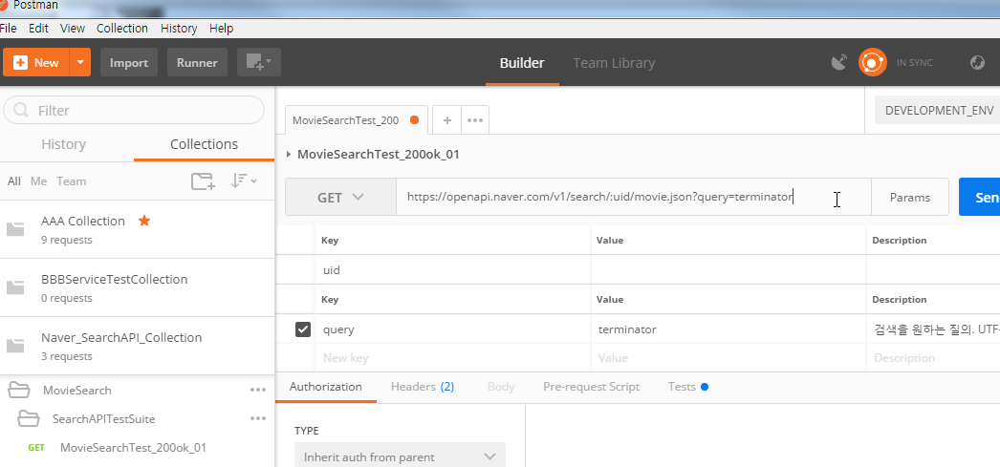 Postman
File Edit View Collection History Help
New Import Runner Builder Team Library IN SYNC
Filter
History Collections
All Me Team
AAA Collection
9 requests
BBBServiceTestCollection
0 requests
Naver_SearchAPI_Collection
3 requests
MovieSearch
SearchAPITestSuite
GET MovieSearchTest_200ok_01
MovieSearchTest_200
DEVELOPMENT_ENV
MovieSearchTest_200ok_01
GET https://openapi.naver.com/v1/search/:uid/movie.json?query=terminator Params Sen
Key Value Description
uid
Key Value Description
query terminator 검색을 원하는 질의. UTF-
New key Value Description
Authorization Headers (2) Body Pre-request Script Tests
TYPE
Inherit auth from parent